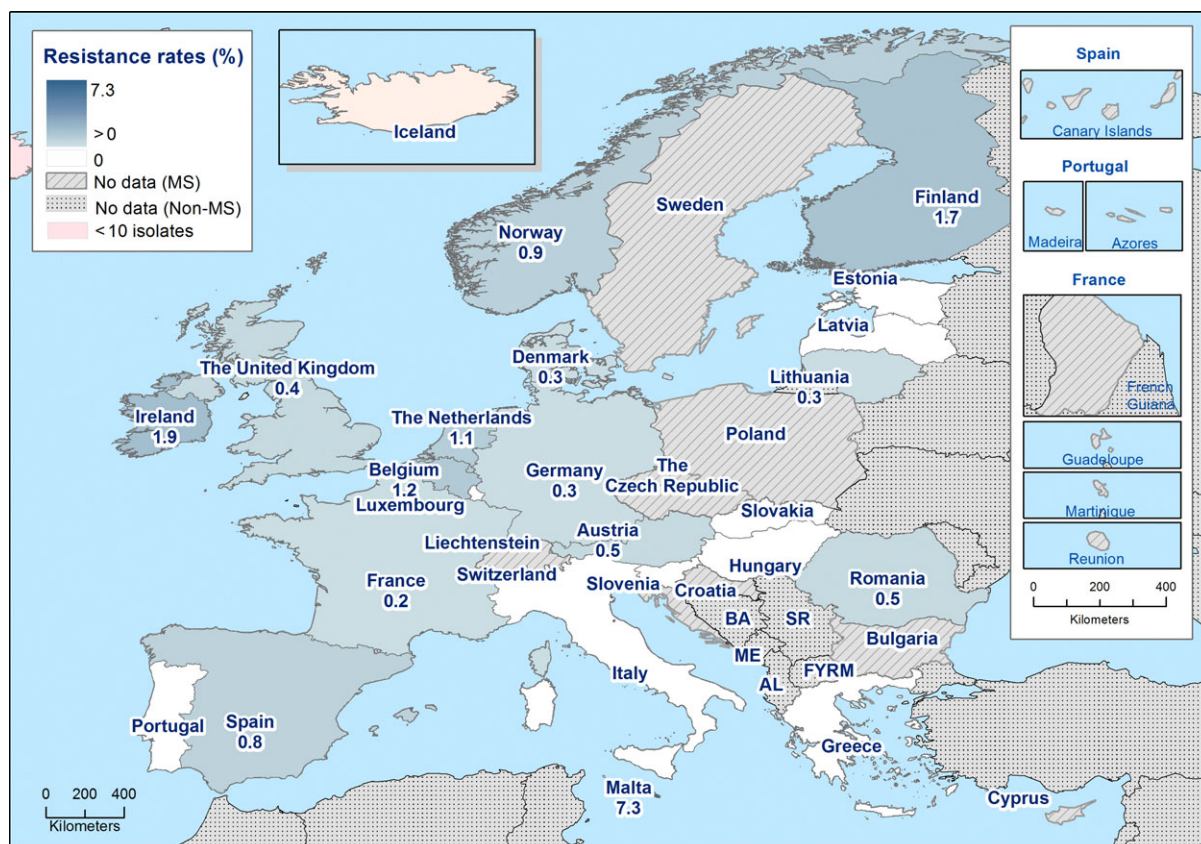 Resistance rates (%)
7.3
> 0
0
No data (MS)
No data (Non-MS)
< 10 isolates
Iceland
Spain
Canary Islands
Portugal
Madeira
Azores
France
French
Guiana
Guadeloupe
Martinique
Reunion
0 200 400
Kilometers
Sweden
Finland
1.7
Norway
0.9
Estonia
Latvia
Denmark
0.3
Lithuania
0.3
The United Kingdom
0.4
Ireland
1.9
The Netherlands
1.1
Poland
Belgium
1.2
Germany
0.3
The
Czech Republic
Luxembourg
Slovakia
Austria
0.5
Liechtenstein
Switzerland
Hungary
France
0.2
Slovenia
Croatia
Romania
0.5
BA
SR
Bulgaria
ME
FYRM
AL
Italy
Portugal
Spain
0.8
Greece
Malta
7.3
Cyprus
0 200 400
Kilometers